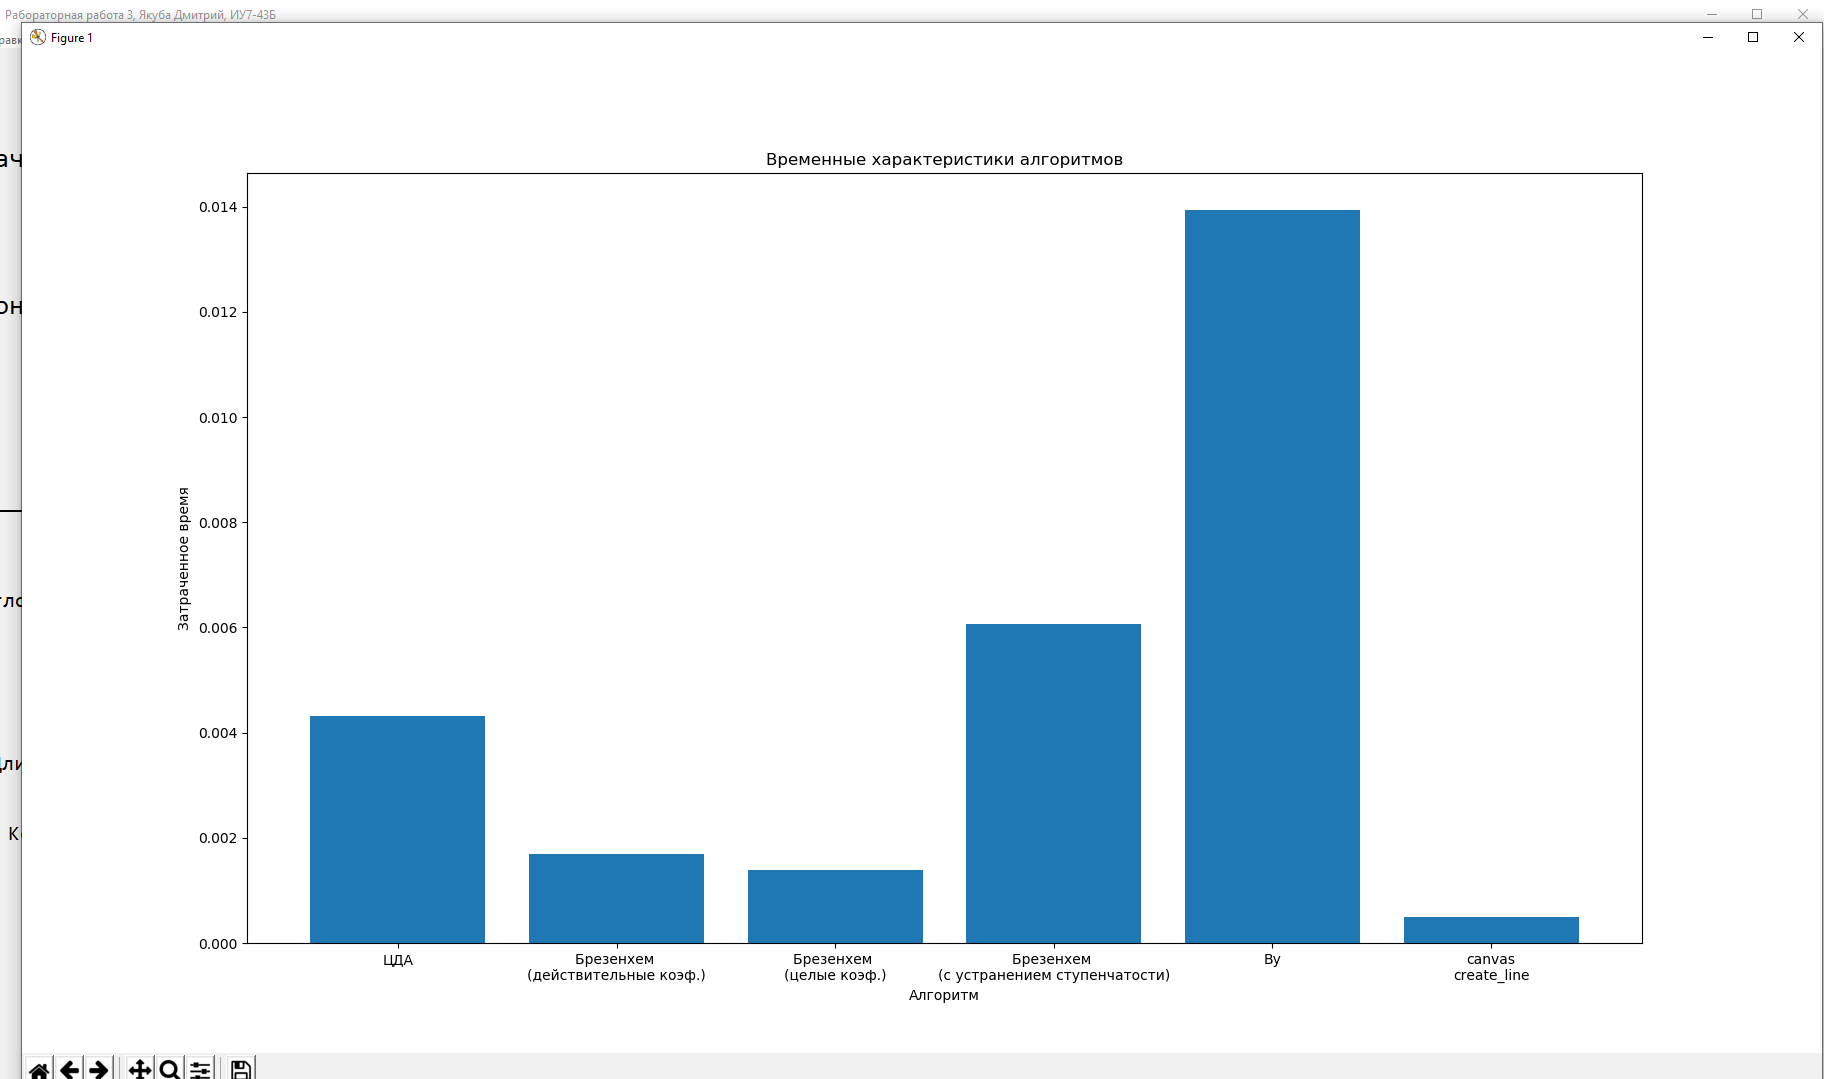 Рабораторная работа 3, Якуба Дмитрий, ИУ7-43Б
Figure 1
Временные характеристики алгоритмов
0.014
0.012
0.010
0.008
0.006
0.004
0.002
0.000
Затраченное время
ЦДА
Брезенхем
(действительные коэф.)
Брезенхем
(целые коэф.)
Брезенхем
(с устранением ступенчатости)
Ву
canvas
create_line
Алгоритм